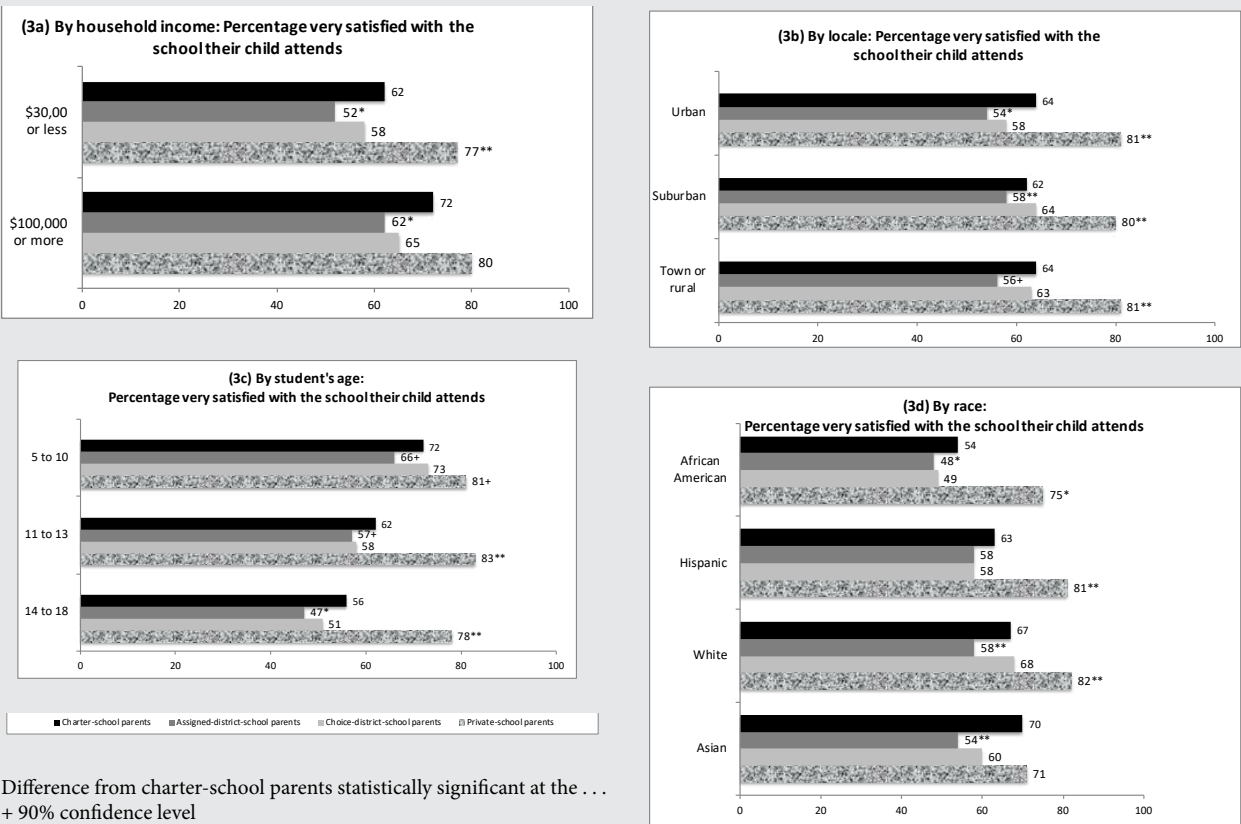 (3a) By household income: Percentage very satisfied with the
school their child attends
$30,00
or less
62
52*
58
77**
$100,000
or more
72
62*
65
80
0 20 40 60 80 100
(3b) By locale: Percentage very satisfied with the
school their child attends
Urban
64
54*
58
81**
Suburban
62
58**
64
80**
Town or
rural
64
56+
63
81**
0 20 40 60 80 100
(3c) By student's age:
Percentage very satisfied with the school their child attends
5 to 10
72
66+
73
81+
11 to 13
62
57+
58
83**
14 to 18
56
47*
51
78**
0 20 40 60 80 100
(3d) By race:
Percentage very satisfied with the school their child attends
African
American
54
48*
49
75*
Hispanic
63
58
58
81**
White
67
58**
68
82**
Asian
70
54**
60
71
0 20 40 60 80 100
Charter-school parents Assigned-district-school parents Choice-district-school parents Private-school parents
Difference from charter-school parents statistically significant at the . . .
+ 90% confidence level